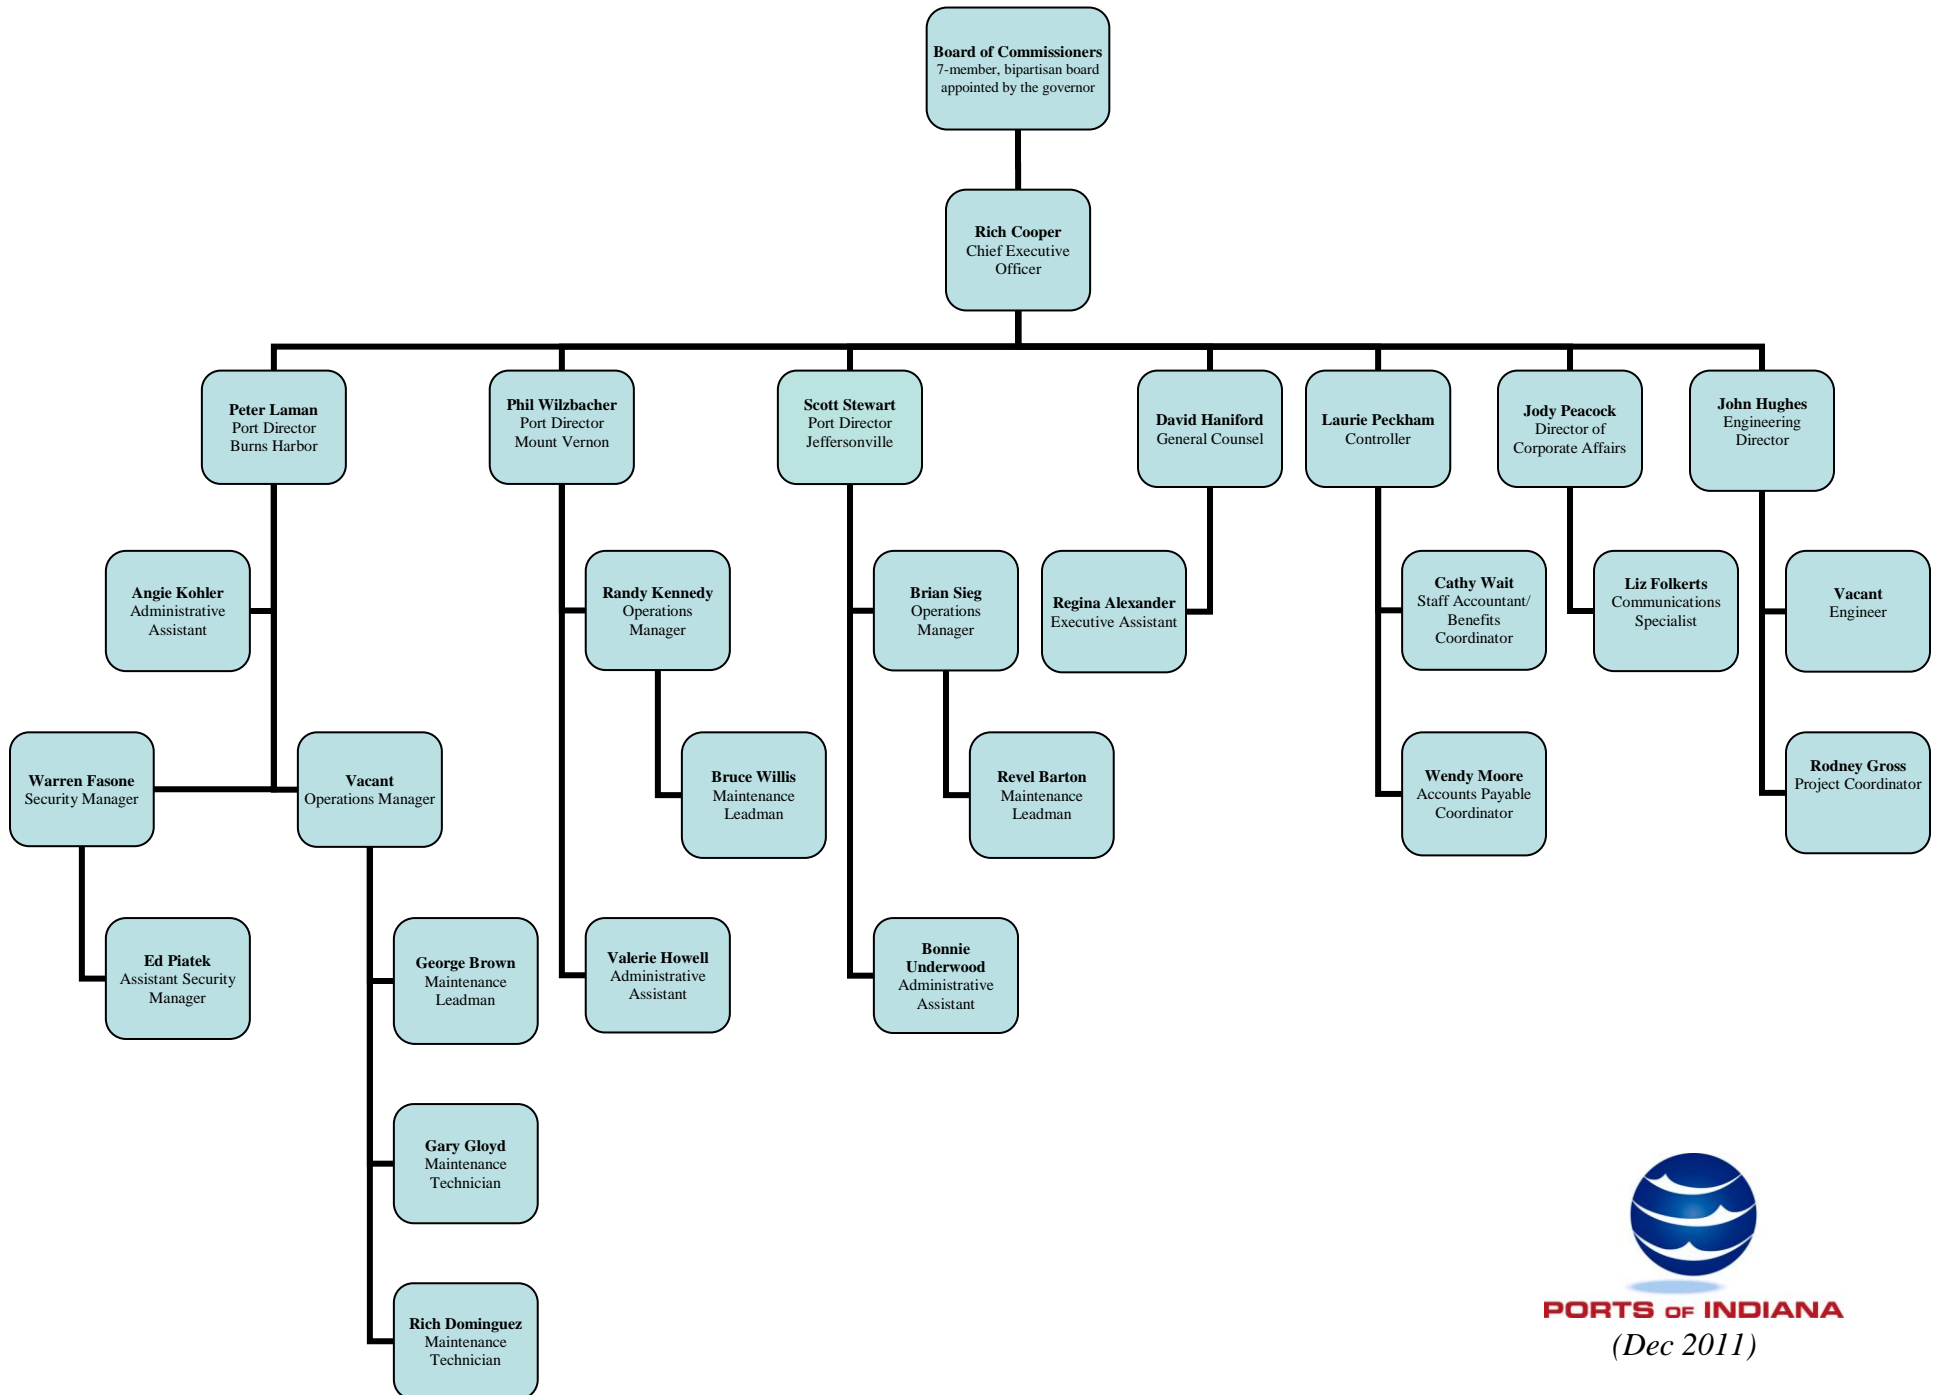 Board of Commissioners
7-member, bipartisan board
appointed by the governor
Rich Cooper
Chief Executive
Officer
Peter Laman
Port Director
Burns Harbor
Phil Wilzbacher
Port Director
Mount Vernon
Scott Stewart
Port Director
Jeffersonville
David Haniford
General Counsel
Laurie Peckham
Controller
Jody Peacock
Director of
Corporate Affairs
John Hughes
Engineering
Director
Angie Kohler
Administrative
Assistant
Randy Kennedy
Operations
Manager
Brian Sieg
Operations
Manager
Regina Alexander
Executive Assistant
Cathy Wait
Staff Accountant/
Benefits
Coordinator
Liz Folkerts
Communications
Specialist
Vacant
Engineer
Warren Fasone
Security Manager
Vacant
Operations Manager
Bruce Willis
Maintenance
Leadman
Revel Barton
Maintenance
Leadman
Wendy Moore
Accounts Payable
Coordinator
Rodney Gross
Project Coordinator
Ed Piatek
Assistant Security
Manager
George Brown
Maintenance
Leadman
Valerie Howell
Administrative
Assistant
Bonnie
Underwood
Administrative
Assistant
Gary Gloyd
Maintenance
Technician
Rich Dominguez
Maintenance
Technician
PORTS OF INDIANA
(Dec 2011)